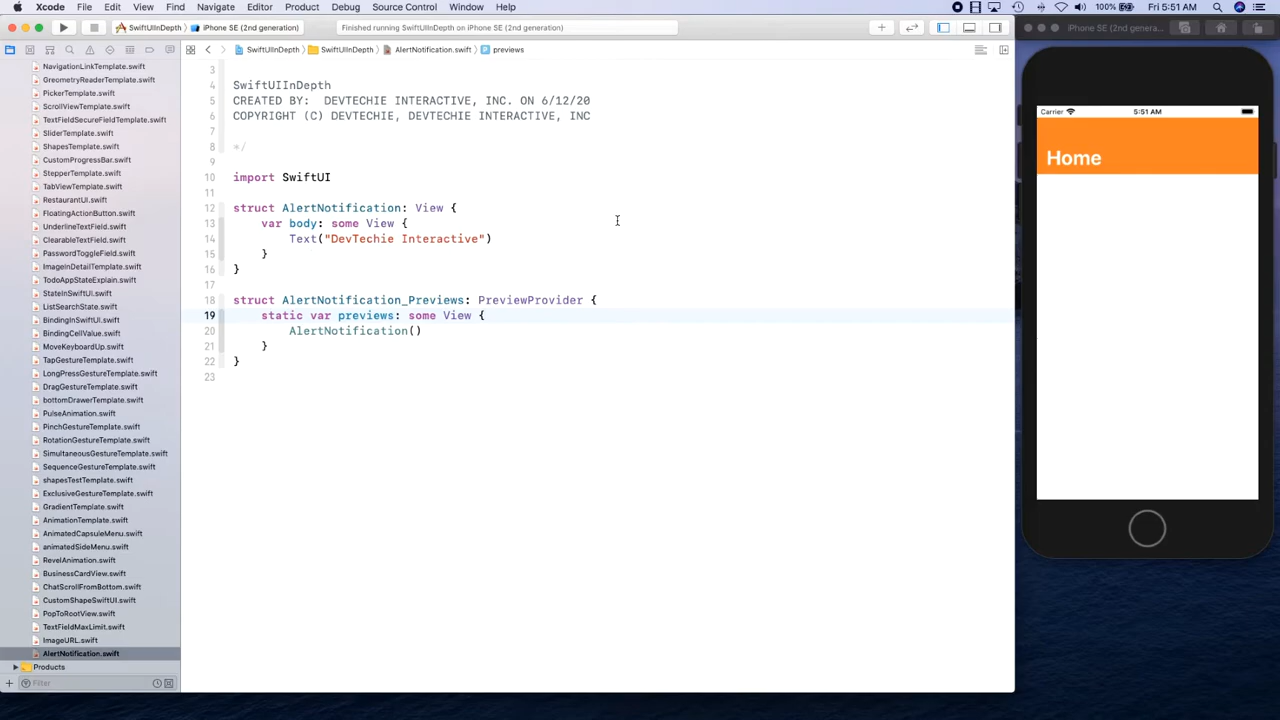 Xcode File Edit View Find Navigate Editor Product Debug Source Control Window Help 100% Fri 5:51 AM
SwiftUIInDepth iPhone SE (2nd generation) Finished running SwiftUIInDepth on iPhone SE (2nd generation) iPhone SE (2nd genera...
SwiftUIInDepth SwiftUIInDepth AlertNotification.swift previews
NavigationLinkTemplate.swift
GreometryReaderTemplate.swift
PickerTemplate.swift
ScrollViewTemplate.swift
TextFieldSecureFieldTemplate.swift
SliderTemplate.swift
ShapesTemplate.swift
CustomProgressBar.swift
StepperTemplate.swift
TabViewTemplate.swift
RestaurantUI.swift
FloatingActionButton.swift
UnderlineTextField.swift
ClearableTextField.swift
PasswordToggleField.swift
ImageInDetailTemplate.swift
TodoAppStateExplain.swift
StateInSwiftUI.swift
ListSearchState.swift
BindingInSwiftUI.swift
BindingCellValue.swift
MoveKeyboardUp.swift
TapGestureTemplate.swift
LongPressGestureTemplate.swift
DragGestureTemplate.swift
bottomDrawerTemplate.swift
PulseAnimation.swift
PinchGestureTemplate.swift
RotationGestureTemplate.swift
SimultaneousGestureTemplate.swift
SequenceGestureTemplate.swift
shapesTestTemplate.swift
ExclusiveGestureTemplate.swift
GradientTemplate.swift
AnimationTemplate.swift
AnimatedCapsuleMenu.swift
animatedSideMenu.swift
RevelAnimation.swift
BusinessCardView.swift
ChatScrollFromBottom.swift
CustomShapeSwiftUI.swift
PopToRootView.swift
TextFieldMaxLimit.swift
ImageURL.swift
AlertNotification.swift
Products
Filter
3
4 SwiftUIInDepth
5 CREATED BY: DEVTECHIE INTERACTIVE, INC. ON 6/12/20
6 COPYRIGHT (C) DEVTECHIE, DEVTECHIE INTERACTIVE, INC
7
8 */
9
10 import SwiftUI
11
12 struct AlertNotification: View {
13 var body: some View {
14 Text("DevTechie Interactive")
15 }
16 }
17
18 struct AlertNotification_Previews: PreviewProvider {
19 static var previews: some View {
20 AlertNotification()
21 }
22 }
23
Carrier 5:51 AM
Home